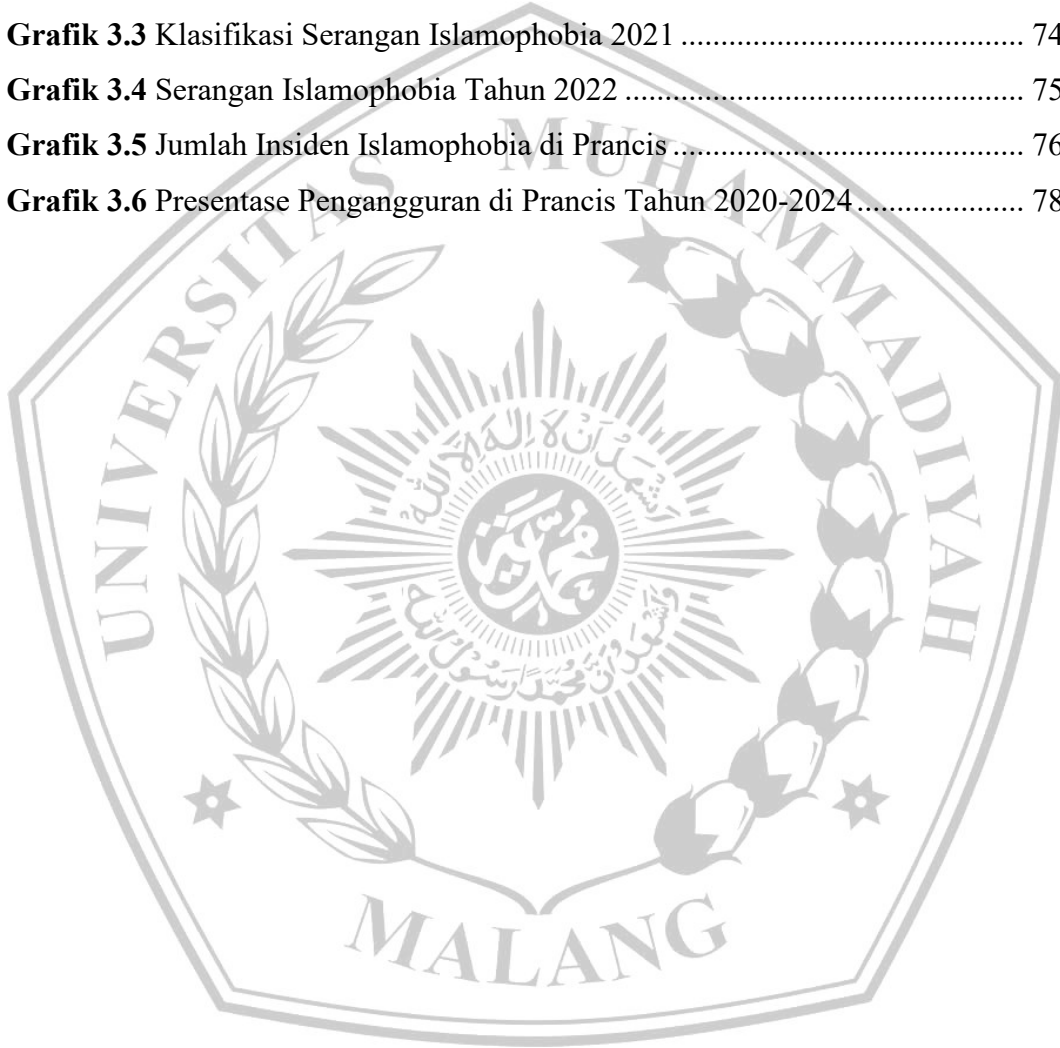 Grafik 3.3 Klasifikasi Serangan Islamophobia 2021 ........................................... 74
Grafik 3.4 Serangan Islamophobia Tahun 2022 .................................................. 75
Grafik 3.5 Jumlah Insiden Islamophobia di Prancis ............................................ 76
Grafik 3.6 Presentase Pengangguran di Prancis Tahun 2020-2024 ..................... 78
UNIVERSITAS MUHAMMADIYAH
MALANG